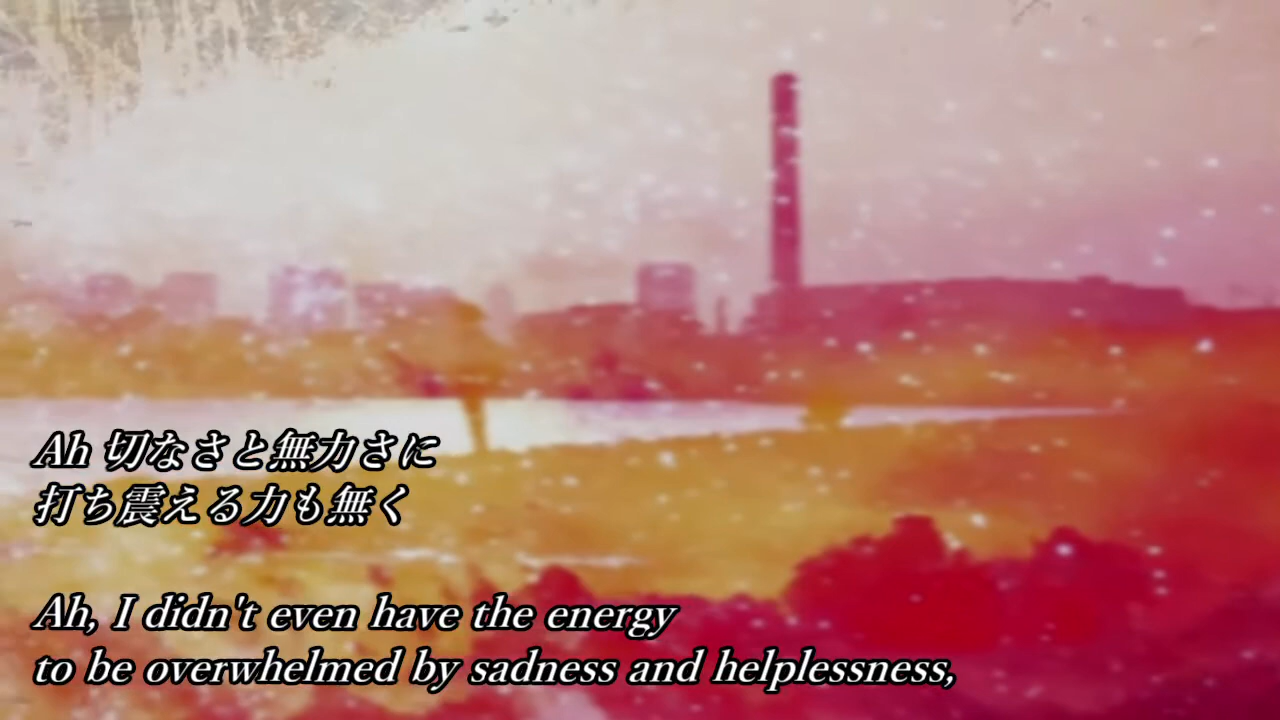 Ah 切なさと無力さに
打ち震える力も無く
Ah, I didn't even have the energy
to be overwhelmed by sadness and helplessness,